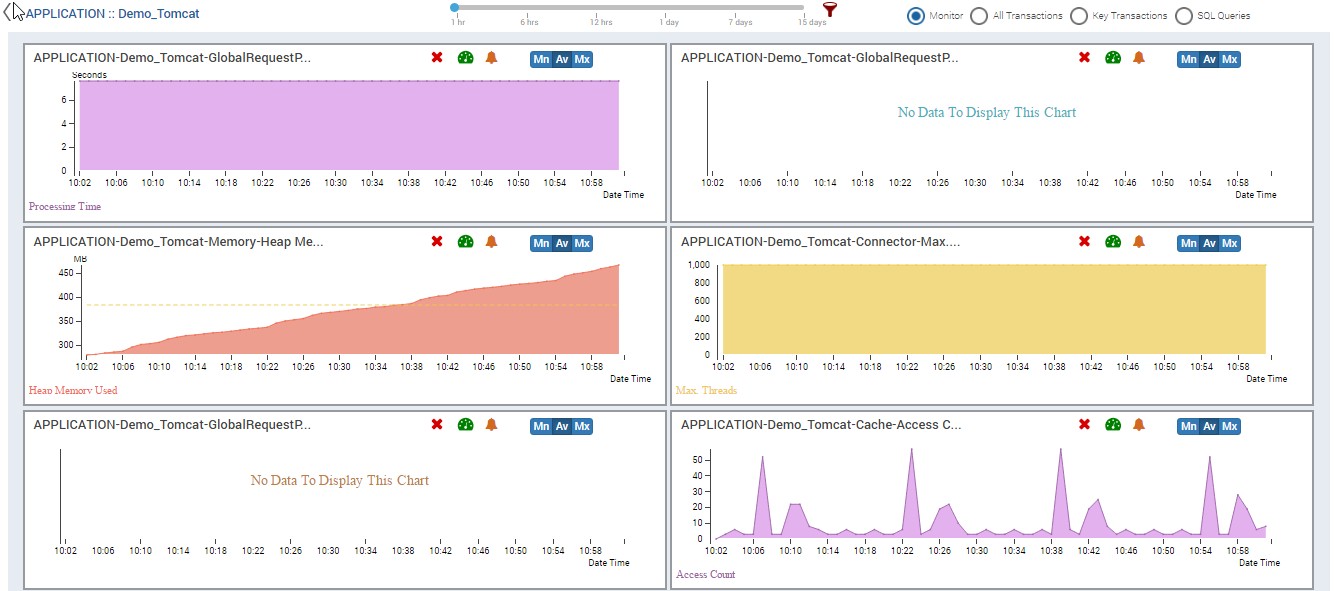 APPLICATION :: Demo_Tomcat
1 hr 6 hrs 12 hrs 1 day 7 days 15 days
Monitor All Transactions Key Transactions SQL Queries
APPLICATION-Demo_Tomcat-GlobalRequestP...
Mn Av Mx
Seconds
6
4
2
0
10:02 10:06 10:10 10:14 10:18 10:22 10:26 10:30 10:34 10:38 10:42 10:46 10:50 10:54 10:58
Date Time
Processing Time
APPLICATION-Demo_Tomcat-GlobalRequestP...
Mn Av Mx
No Data To Display This Chart
10:02 10:06 10:10 10:14 10:18 10:22 10:26 10:30 10:34 10:38 10:42 10:46 10:50 10:54 10:58
Date Time
APPLICATION-Demo_Tomcat-Memory-Heap Me...
Mn Av Mx
MB
450
400
350
300
10:02 10:06 10:10 10:14 10:18 10:22 10:26 10:30 10:34 10:38 10:42 10:46 10:50 10:54 10:58
Date Time
Heap Memory Used
APPLICATION-Demo_Tomcat-Connector-Max....
Mn Av Mx
1,000
800
600
400
200
0
10:02 10:06 10:10 10:14 10:18 10:22 10:26 10:30 10:34 10:38 10:42 10:46 10:50 10:54 10:58
Date Time
Max. Threads
APPLICATION-Demo_Tomcat-GlobalRequestP...
Mn Av Mx
No Data To Display This Chart
10:02 10:06 10:10 10:14 10:18 10:22 10:26 10:30 10:34 10:38 10:42 10:46 10:50 10:54 10:58
Date Time
APPLICATION-Demo_Tomcat-Cache-Access C...
Mn Av Mx
50
40
30
20
10
0
10:02 10:06 10:10 10:14 10:18 10:22 10:26 10:30 10:34 10:38 10:42 10:46 10:50 10:54 10:58
Date Time
Access Count